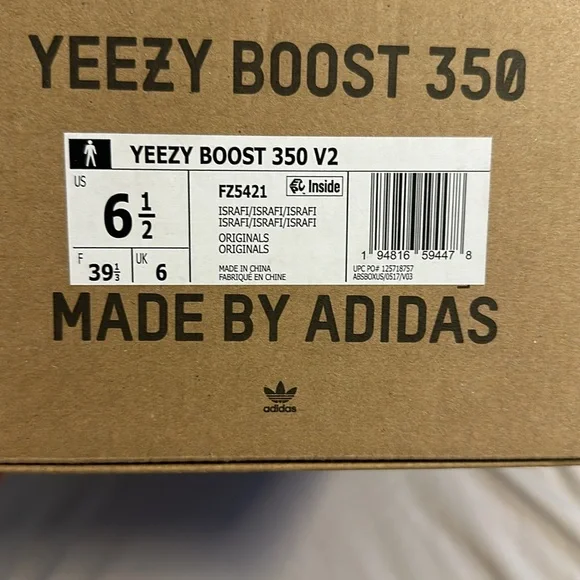 YEEZY BOOST 350
YEEZY BOOST 350 V2
US
6 1/2
F
39 1/3
UK
6
FZ5421
Inside
ISRAFI/ISRAFI/ISRAFI
ISRAFI/ISRAFI/ISRAFI
ORIGINALS
ORIGINALS
MADE IN CHINA
FABRIQUÉ EN CHINE
1 94816 59447 8
UPC PO# 125718757
ABSBOXUS/0517/V03
MADE BY ADIDAS
adidas